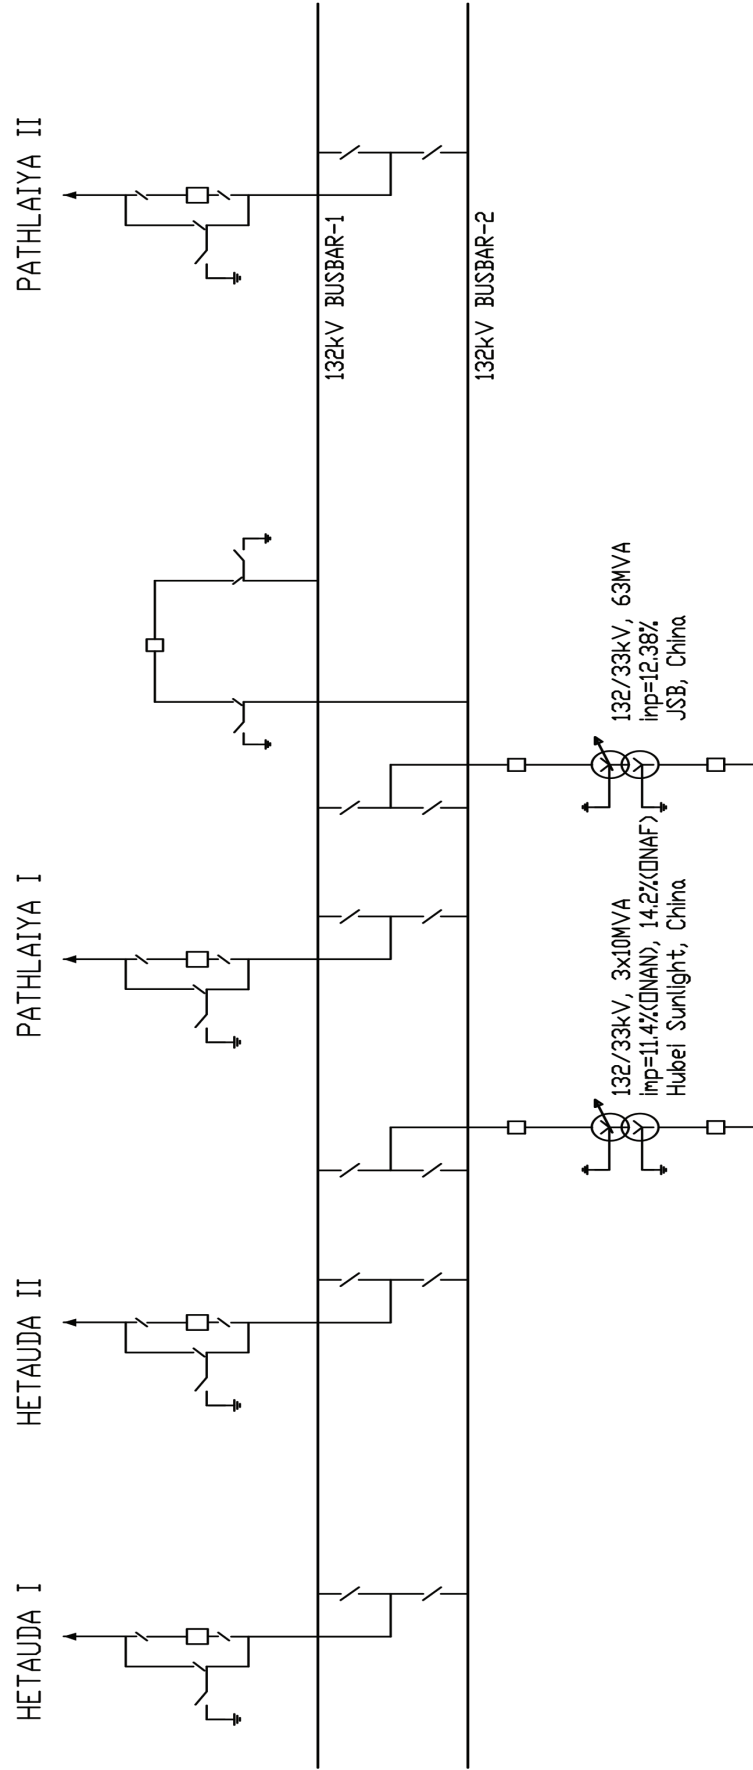 HETAUDA I
HETAUDA II
PATHLAIYA I
PATHLAIYA II
132kV BUSBAR-1
132kV BUSBAR-2
132/33kV, 3x10MVA
imp=11.4%(ONAN), 14.2%(ONAF)
Hubei Sunlight, China
132/33kV, 63MVA
inp=12.38%
JSB, China